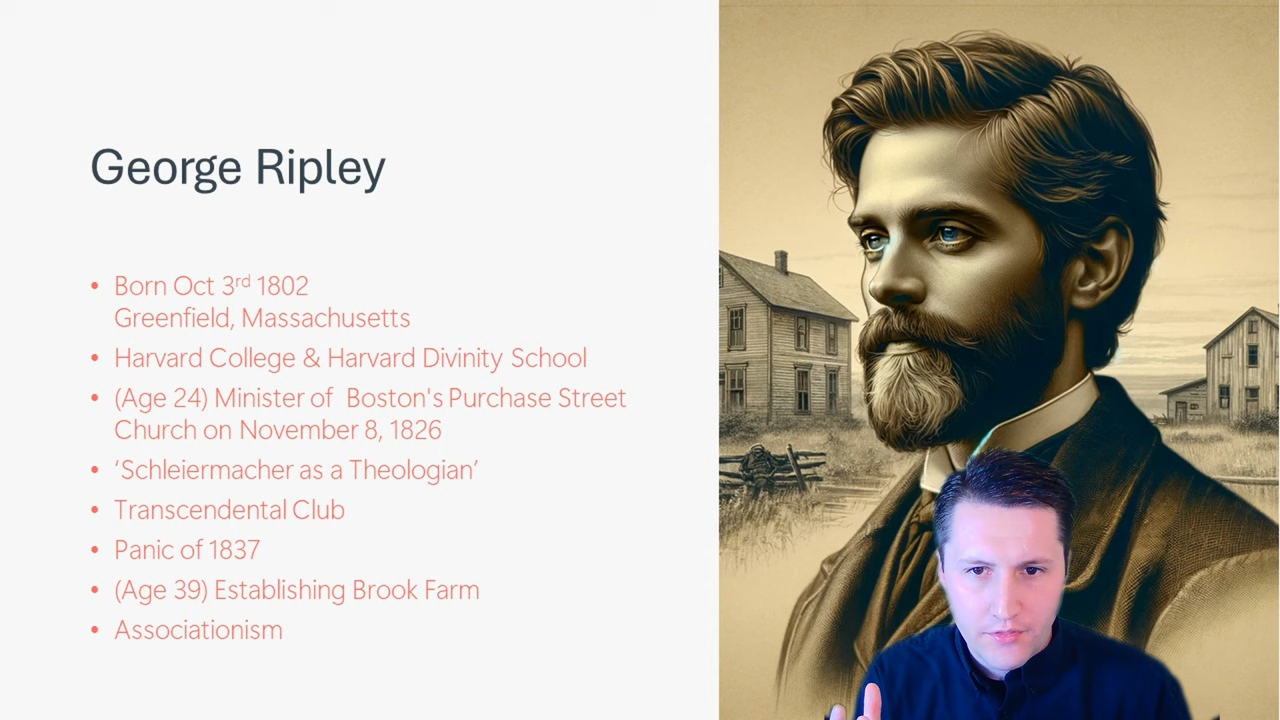 George Ripley
• Born Oct 3rd 1802
Greenfield, Massachusetts
• Harvard College & Harvard Divinity School
• (Age 24) Minister of Boston's Purchase Street
Church on November 8, 1826
• ‘Schleiermacher as a Theologian’
• Transcendental Club
• Panic of 1837
• (Age 39) Establishing Brook Farm
• Associationism